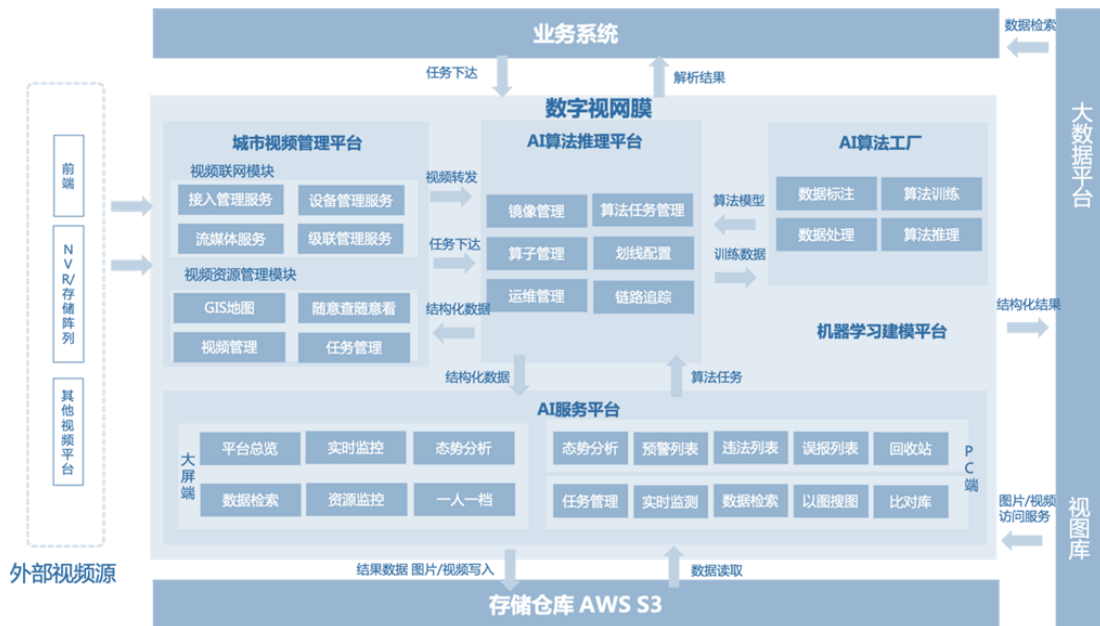 业务系统
数据检索
任务下达
解析结果
大数据平台
前端
NVR/存储阵列
其他视频平台
外部视频源
数字视网膜
城市视频管理平台
视频联网模块
接入管理服务
设备管理服务
流媒体服务
级联管理服务
视频资源管理模块
GIS地图
随意查随意看
视频管理
任务管理
视频转发
任务下达
结构化数据
AI算法推理平台
镜像管理
算法任务管理
算子管理
划线配置
运维管理
链路追踪
算法模型
训练数据
AI算法工厂
数据标注
算法训练
数据处理
算法推理
机器学习建模平台
结构化结果
结构化数据
算法任务
AI服务平台
大屏端
平台总览
实时监控
态势分析
数据检索
资源监控
一人一档
态势分析
预警列表
违法列表
误报列表
回收站
任务管理
实时监测
数据检索
以图搜图
比对库
PC端
图片/视频
访问服务
视图库
结果数据 图片/视频写入
数据读取
存储仓库 AWS S3